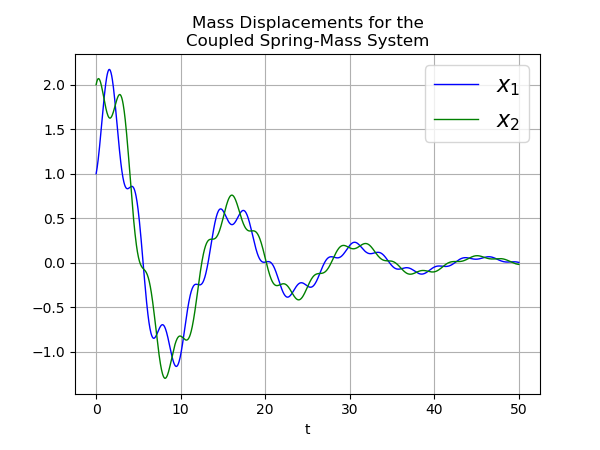 Mass Displacements for the
Coupled Spring-Mass System
x₁
x₂
2.0
1.5
1.0
0.5
0.0
−0.5
−1.0
0 10 20 30 40 50
t